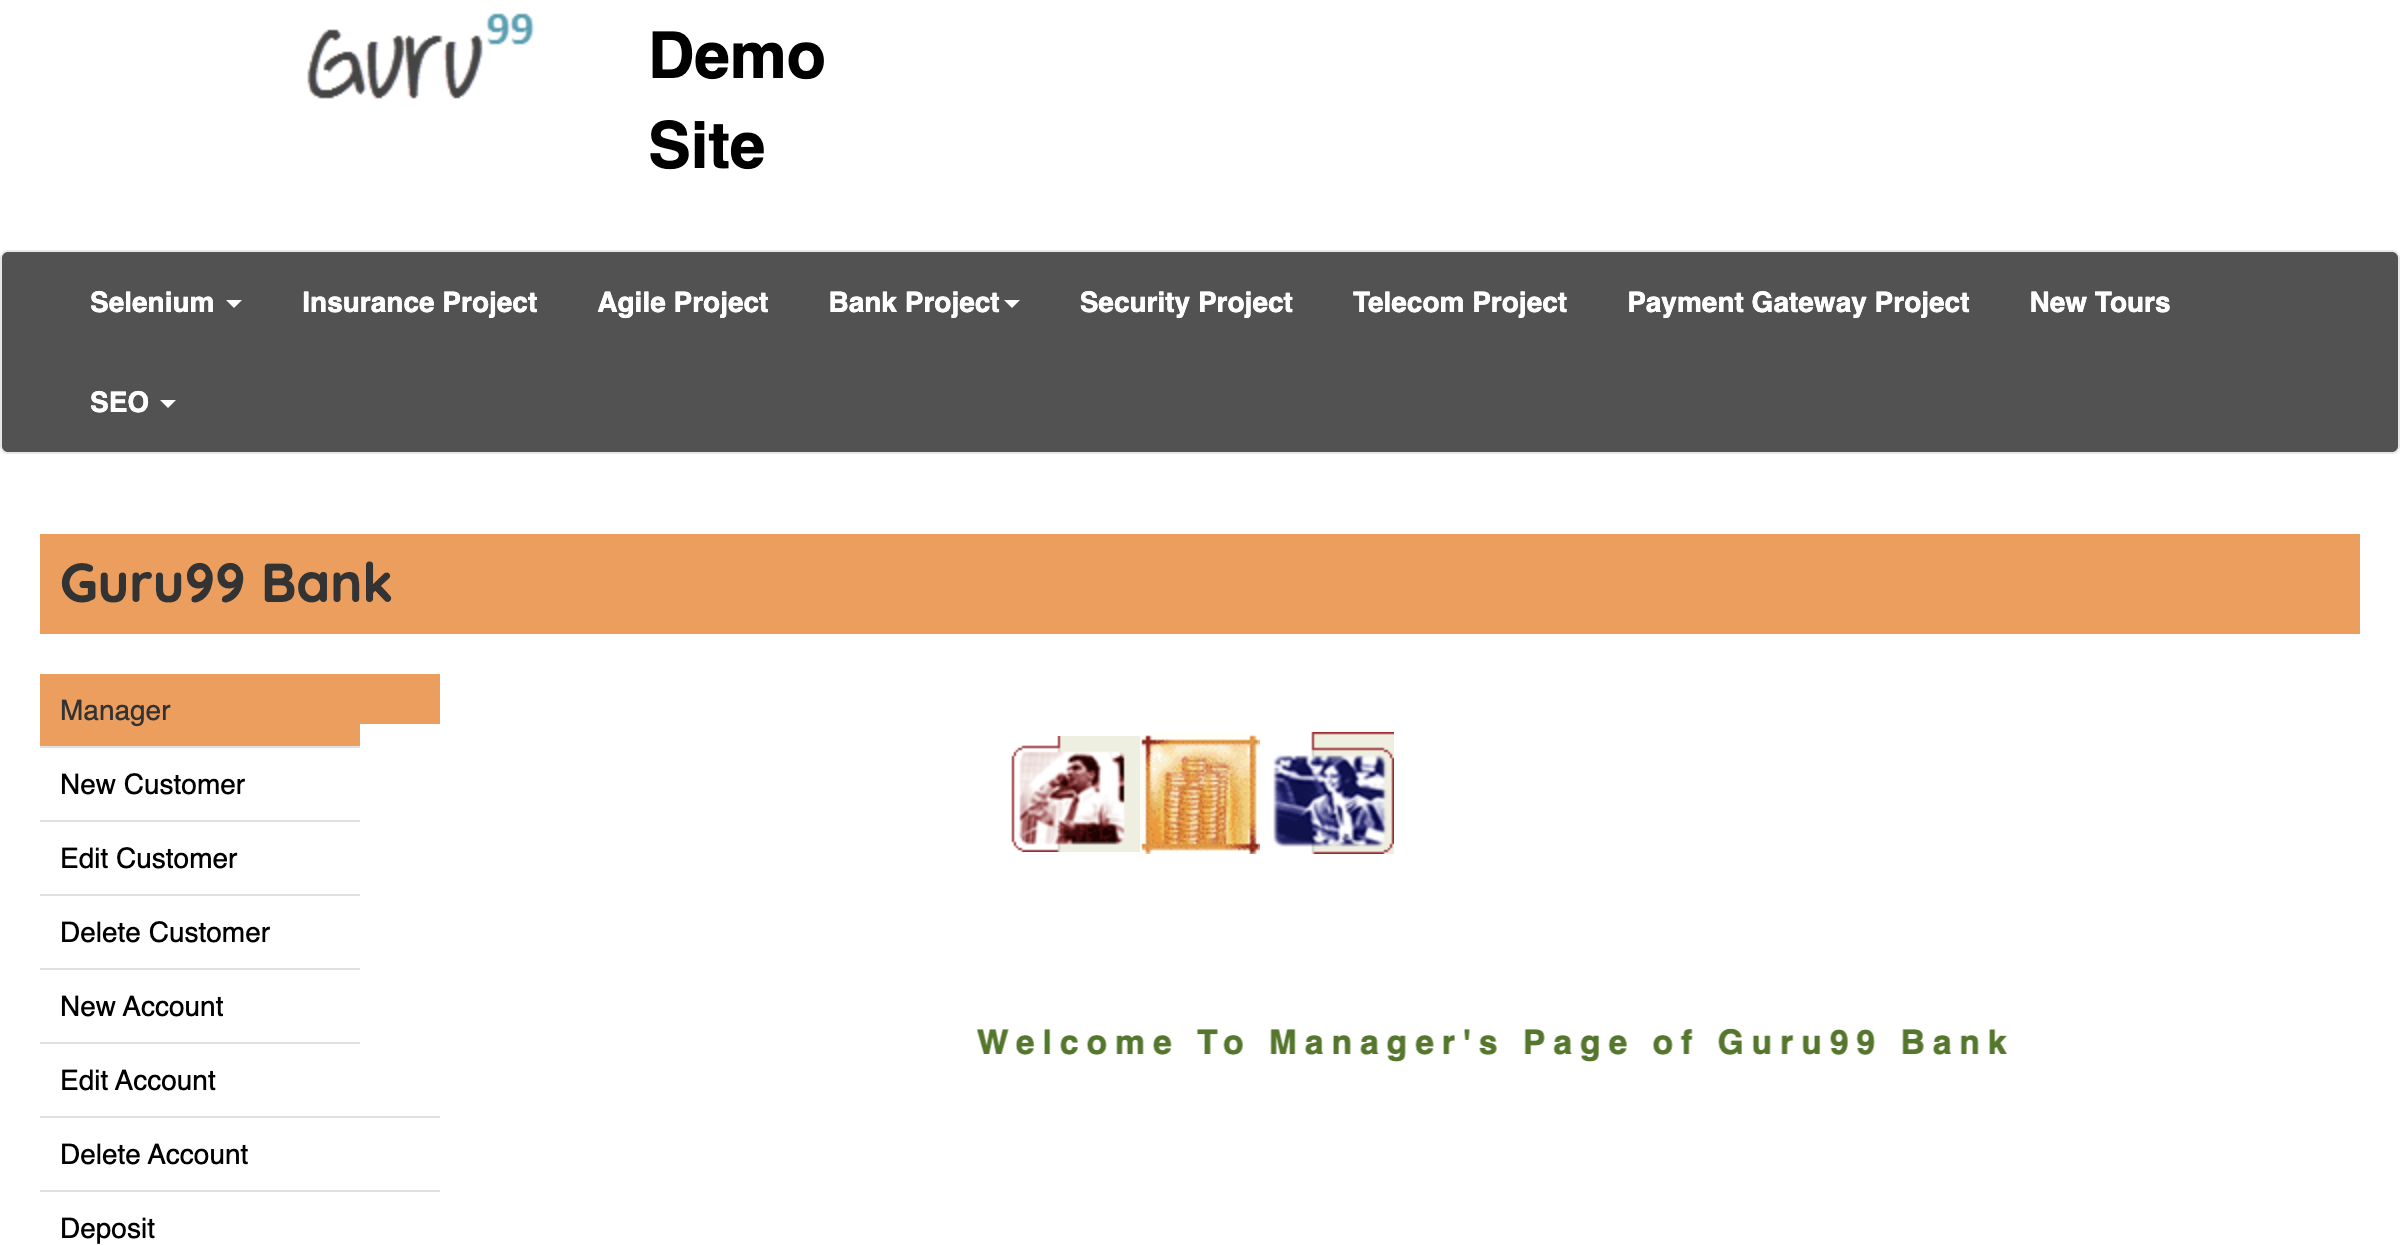 Guru99
Demo
Site
Selenium Insurance Project Agile Project Bank Project Security Project Telecom Project Payment Gateway Project New Tours
SEO
Guru99 Bank
Manager
New Customer
Edit Customer
Delete Customer
New Account
Edit Account
Delete Account
Deposit
Welcome To Manager's Page of Guru99 Bank